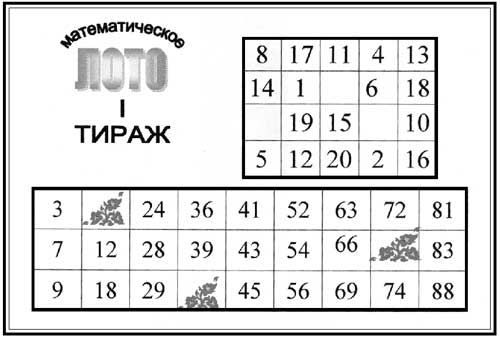 математическое
ЛОТО
I
ТИРАЖ
8 17 11 4 13
14 1 6 18
19 15 10
5 12 20 2 16
3 24 36 41 52 63 72 81
7 12 28 39 43 54 66 83
9 18 29 45 56 69 74 88